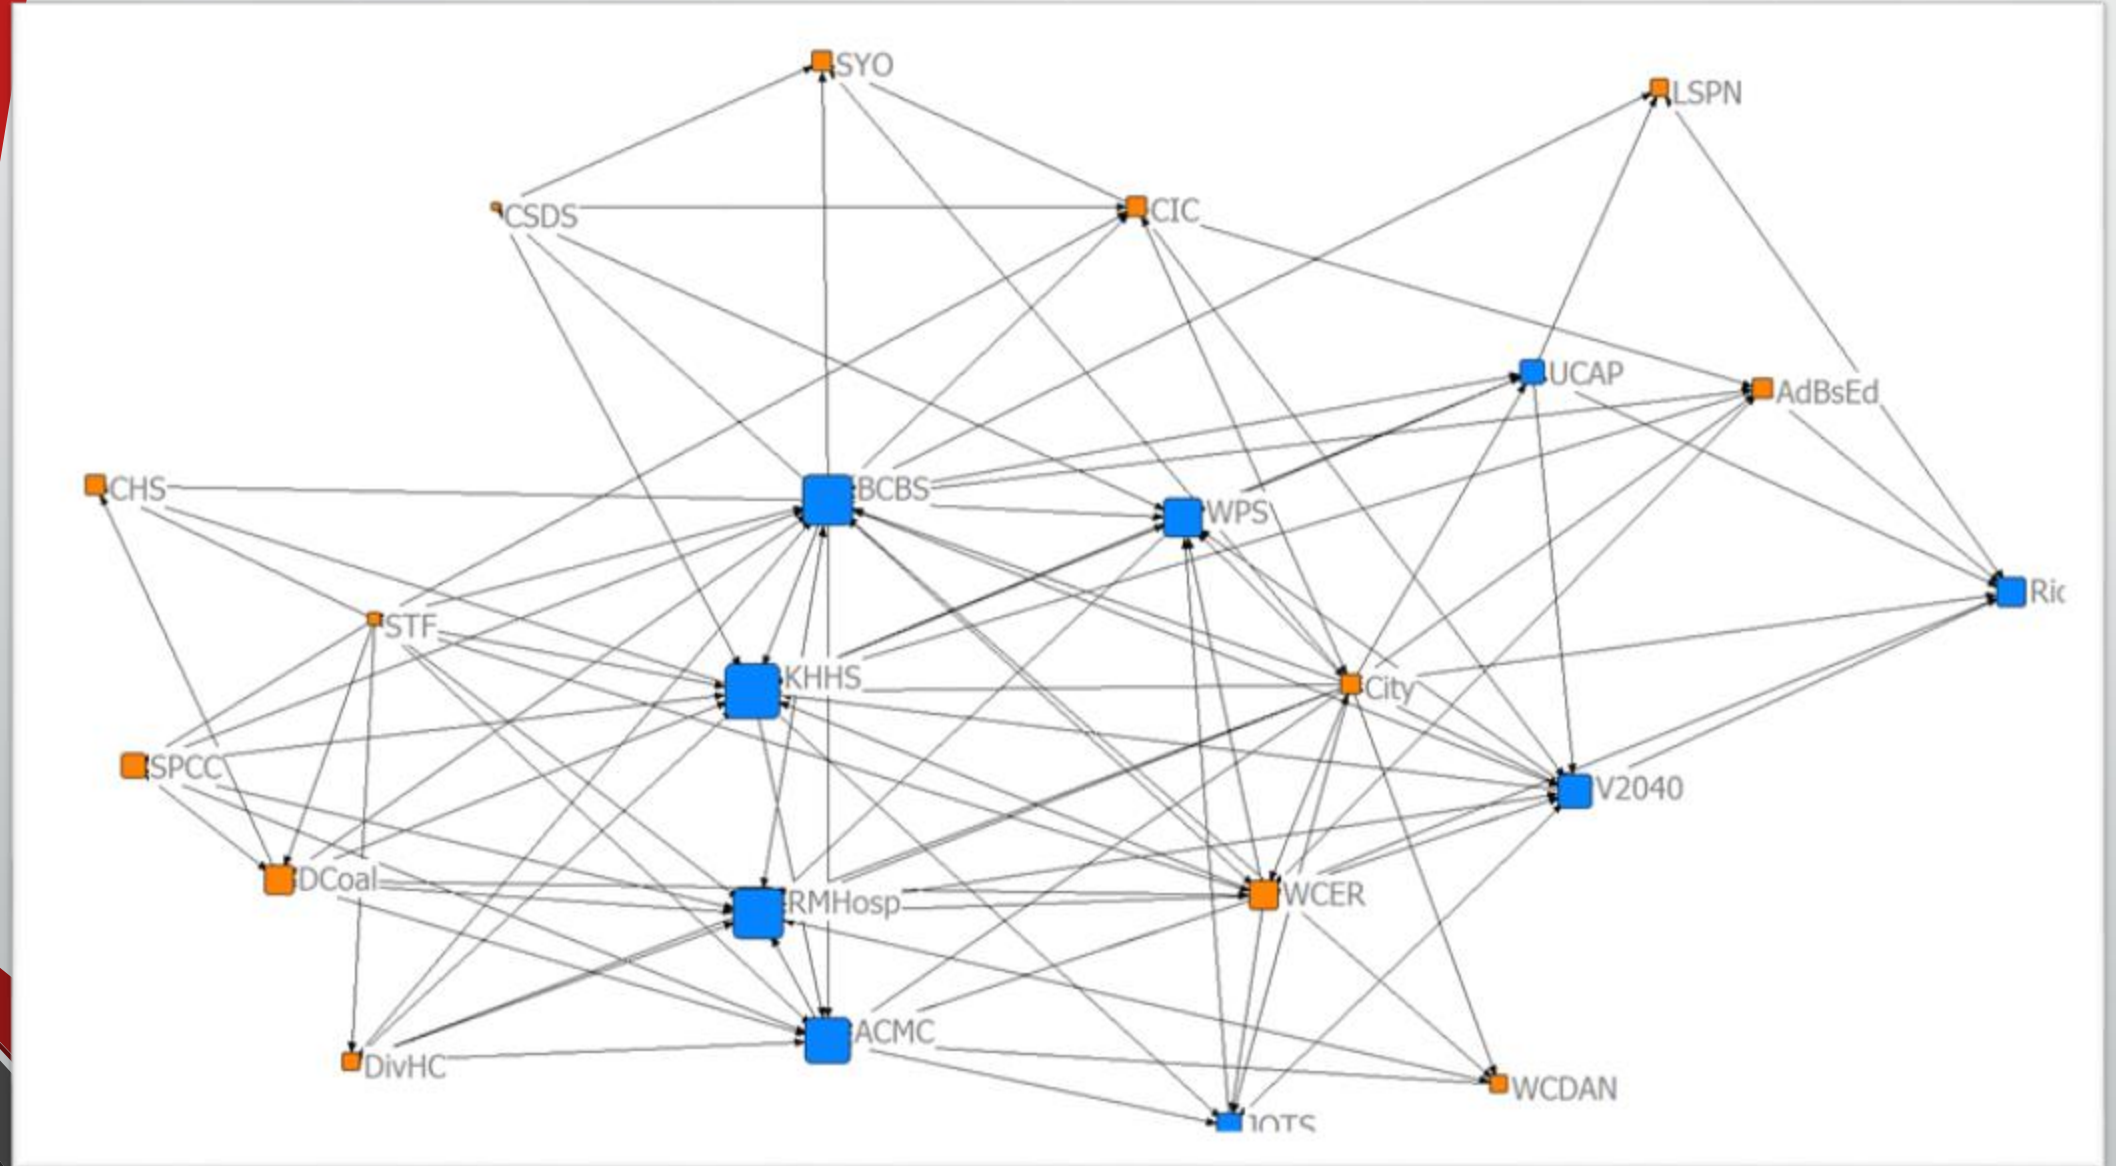 SYO
LSPN
CSDS
CIC
UCAP
AdBsEd
CHS
BCBS
WPS
Ric
STF
KHHS
City
SPCC
V2040
DCoal
RMHosp
WCER
ACMC
DivHC
WCDAN